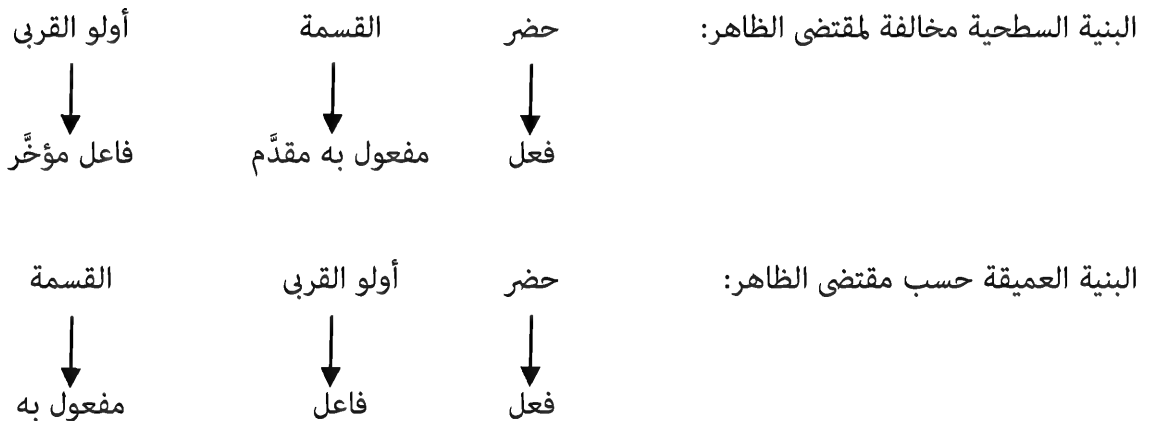 البنية السطحية مخالفة لمقتضى الظاهر: حضر القسمة أولو القربى
فعل مفعول به مقدَّم فاعل مؤخَّر
البنية العميقة حسب مقتضى الظاهر: حضر أولو القربى القسمة
فعل فاعل مفعول به